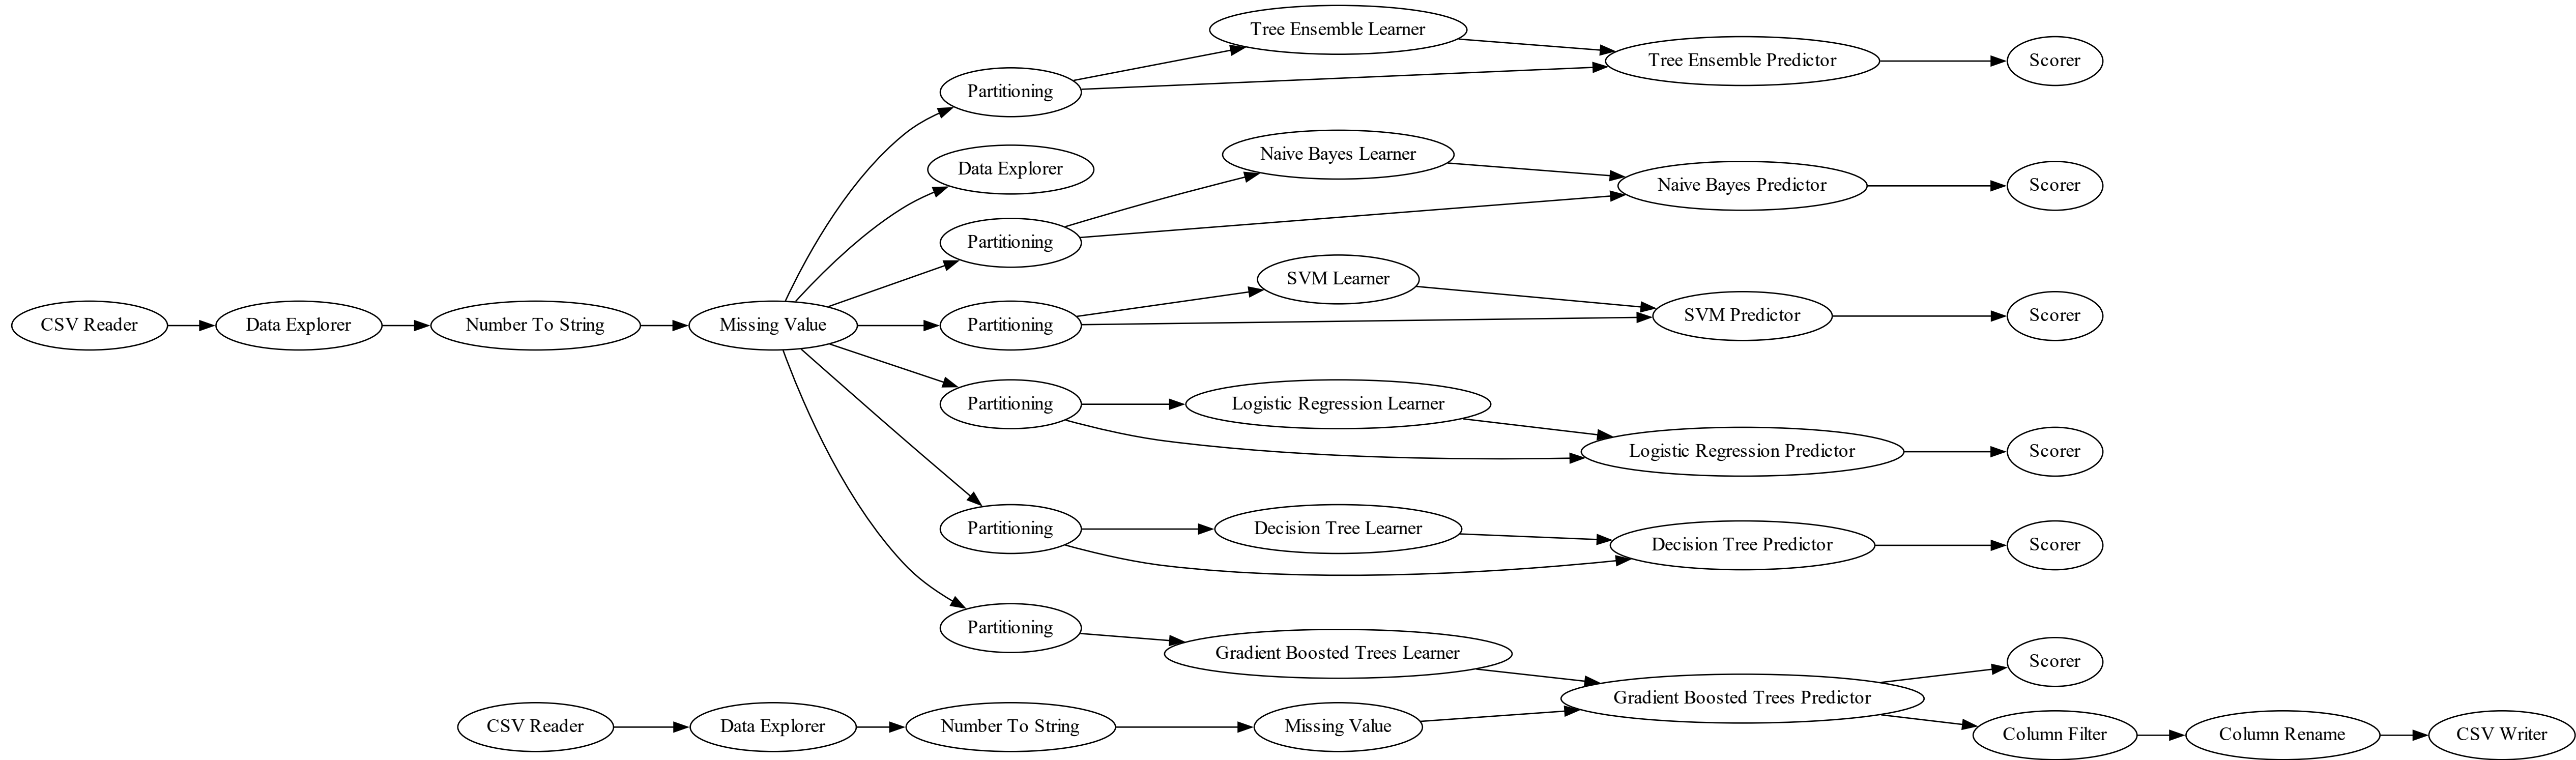 Tree Ensemble Learner
Tree Ensemble Predictor
Scorer
Partitioning
Naive Bayes Learner
Data Explorer
Naive Bayes Predictor
Scorer
Partitioning
SVM Learner
SVM Predictor
Scorer
CSV Reader
Data Explorer
Number To String
Missing Value
Partitioning
Partitioning
Logistic Regression Learner
Logistic Regression Predictor
Scorer
Partitioning
Decision Tree Learner
Decision Tree Predictor
Scorer
Partitioning
Gradient Boosted Trees Learner
Scorer
Gradient Boosted Trees Predictor
CSV Reader
Data Explorer
Number To String
Missing Value
Column Filter
Column Rename
CSV Writer